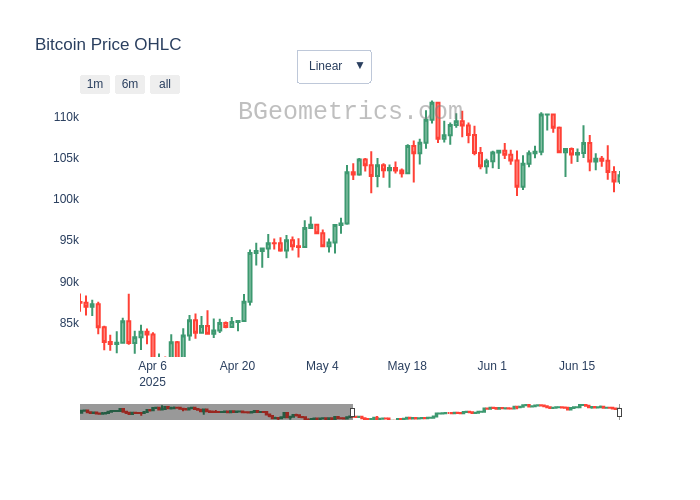 Bitcoin Price OHLC
Linear ▼
1m 6m all
BGeometrics.com
110k
105k
100k
95k
90k
85k
Apr 6 Apr 20 May 4 May 18 Jun 1 Jun 15
2025